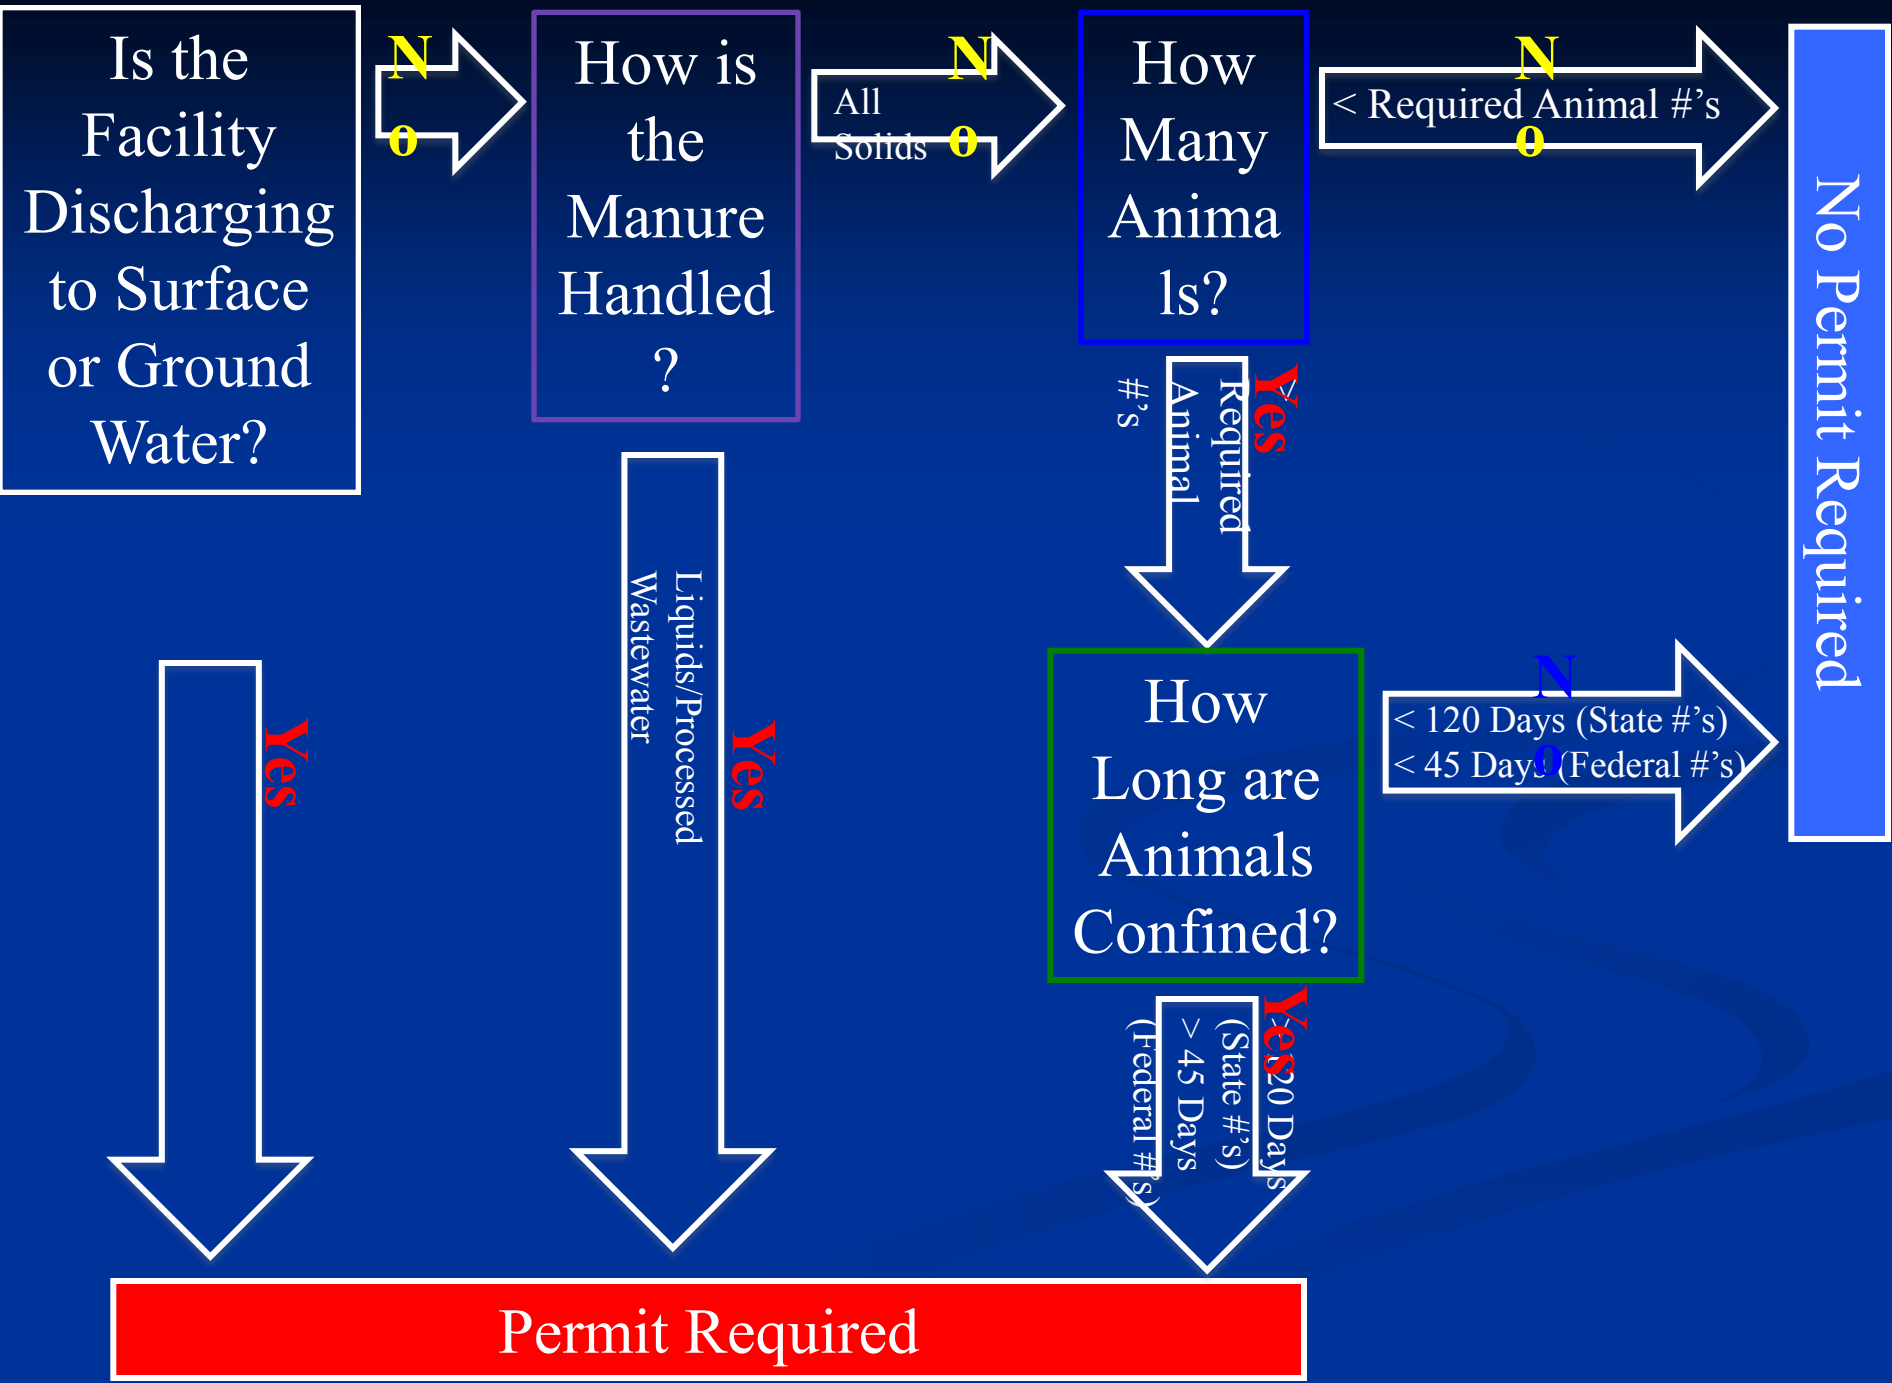 Is the
Facility
Discharging
to Surface
or Ground
Water?
N
o
How is
the
Manure
Handled
?
All
Solids
N
o
How
Many
Anima
ls?
< Required Animal #'s
N
o
No Permit Required
Yes
Liquids/Processed
Wastewater
Yes
Required
Animal
#'s
Yes
How
Long are
Animals
Confined?
< 120 Days (State #'s)
< 45 Days (Federal #'s)
N
o
20 Days
(State #'s)
> 45 Days
(Federal #'s)
Yes
Permit Required